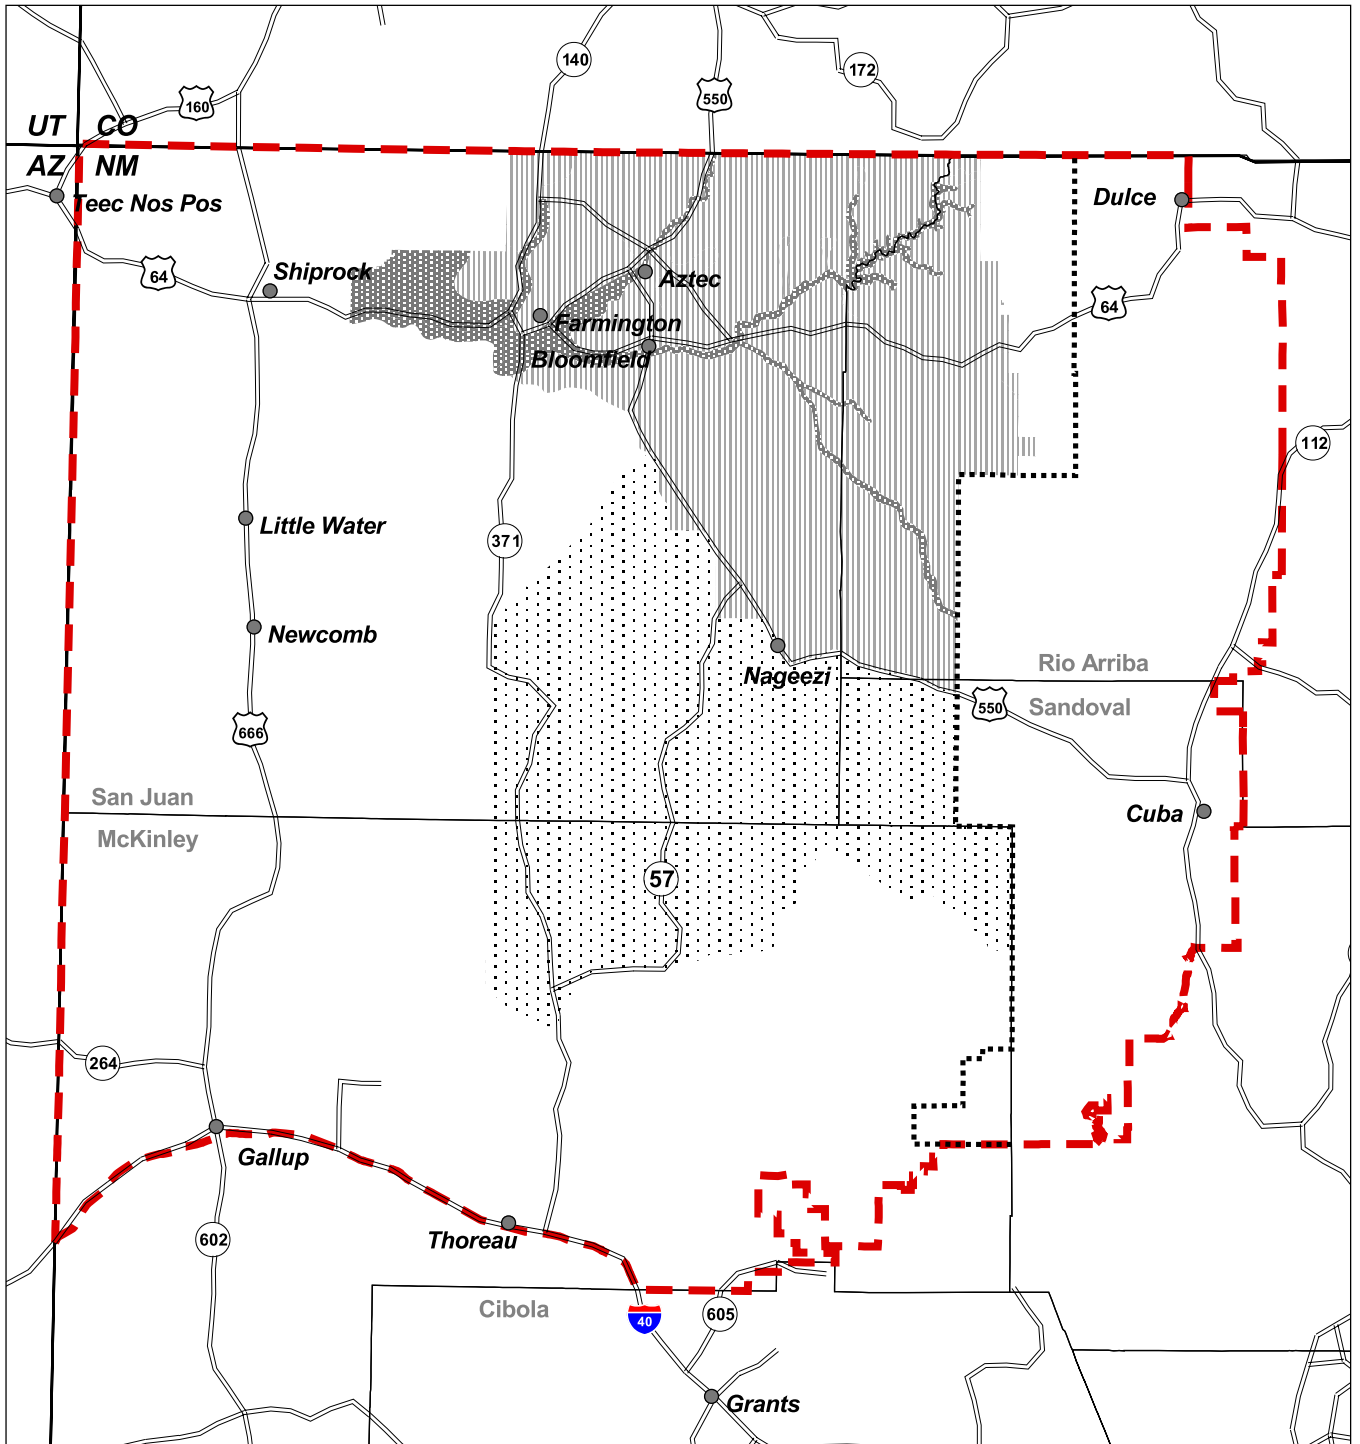 140
172
160
550
UT CO
AZ NM
Teec Nos Pos
Dulce
64
Shiprock
Aztec
64
Farmington
Bloomfield
112
Little Water
371
Newcomb
Rio Arriba
Nageezi
550
Sandoval
666
San Juan
Cuba
McKinley
57
264
Gallup
602
Thoreau
Cibola
605
40
Grants